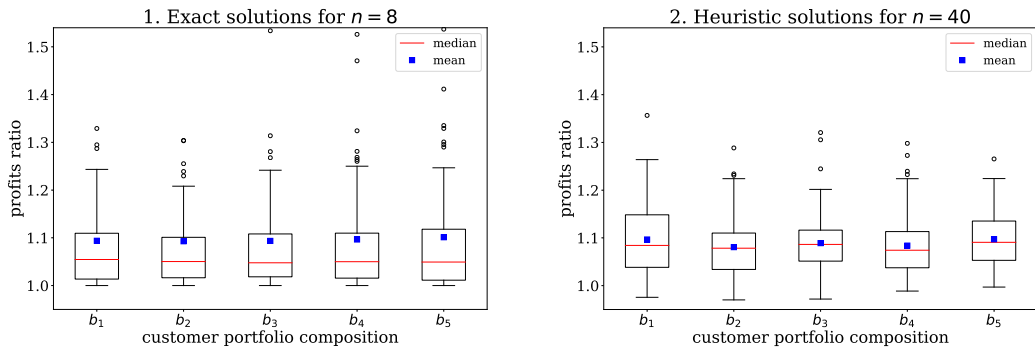 1. Exact solutions for n = 8
profits ratio
1.5
1.4
1.3
1.2
1.1
1.0
median
mean
b1 b2 b3 b4 b5
customer portfolio composition
2. Heuristic solutions for n = 40
profits ratio
1.5
1.4
1.3
1.2
1.1
1.0
median
mean
b1 b2 b3 b4 b5
customer portfolio composition